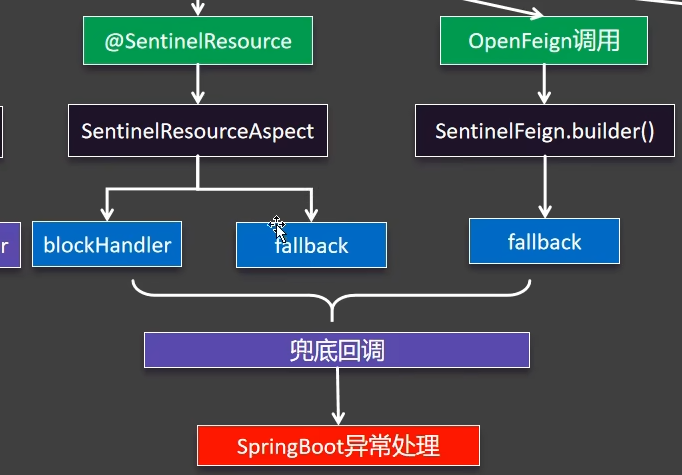 @SentinelResource
OpenFeign调用
SentinelResourceAspect
SentinelFeign.builder()
r
blockHandler
fallback
fallback
兜底回调
SpringBoot异常处理